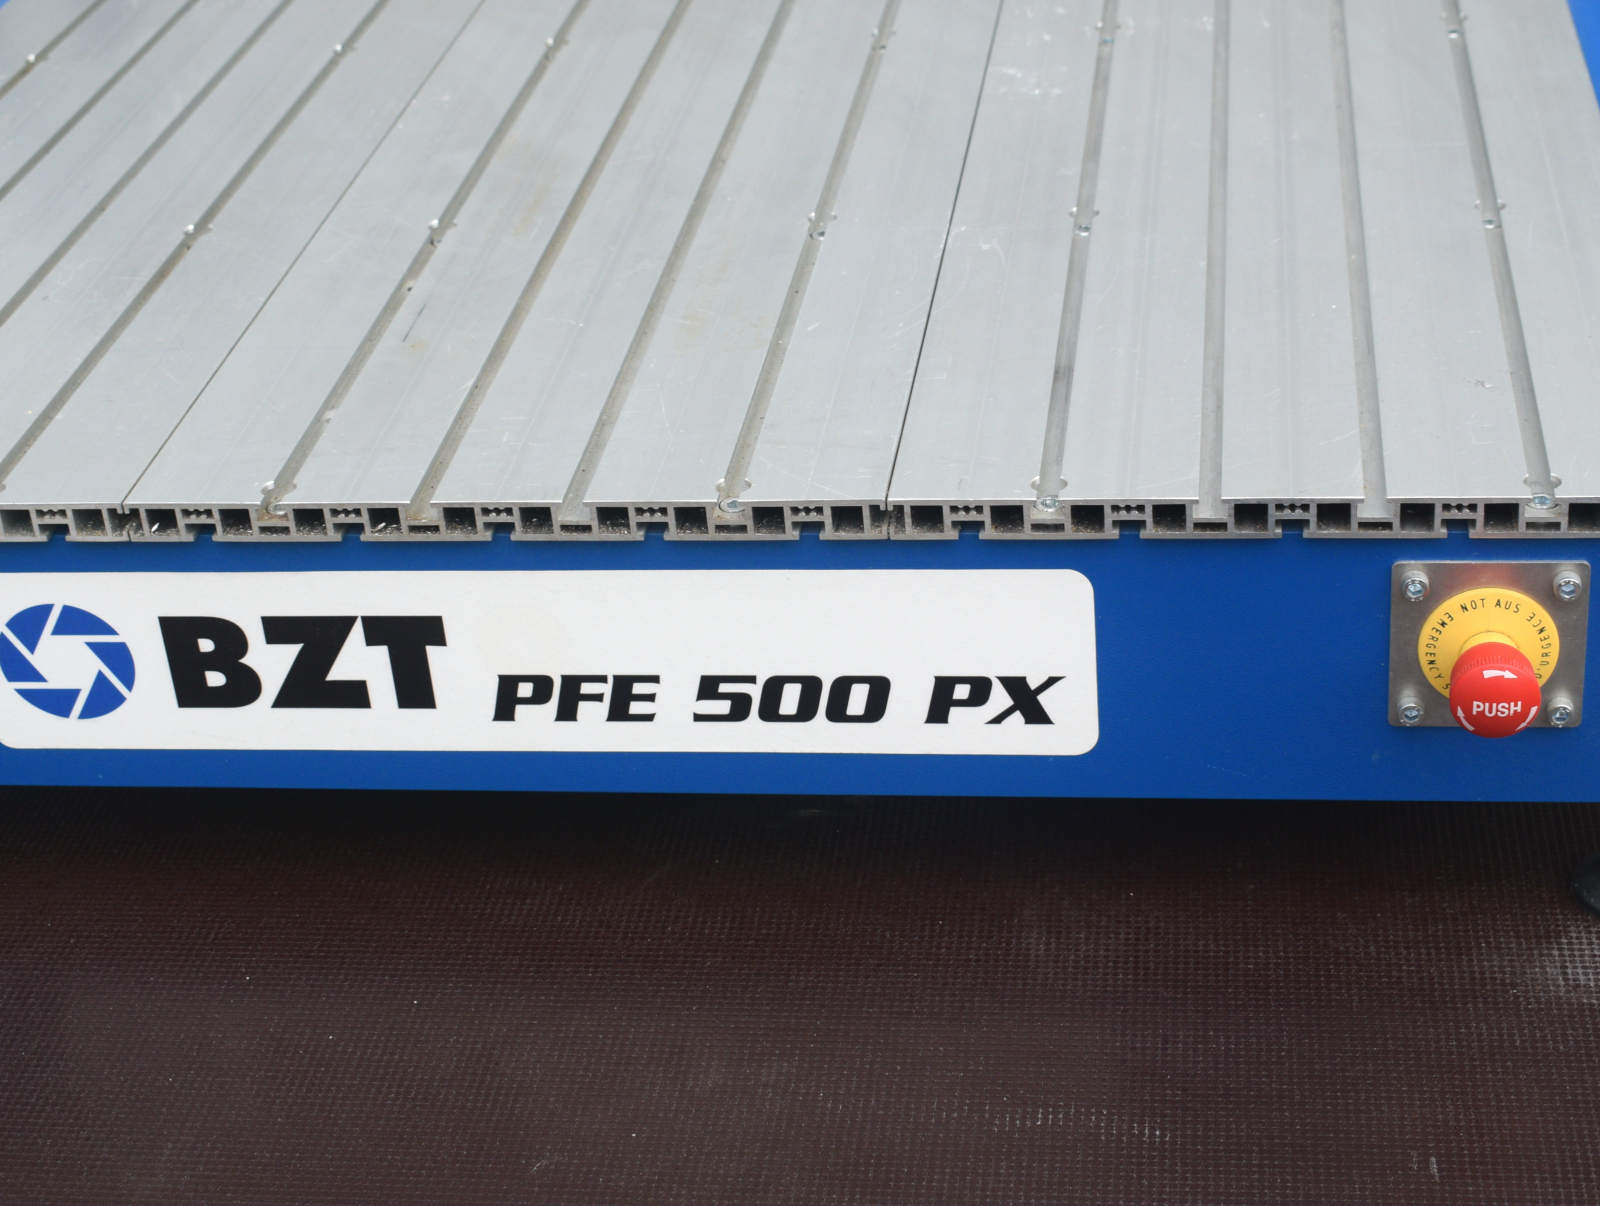 BZT PFE 500 PX
NOT AUS EMERGENCY
PUSH